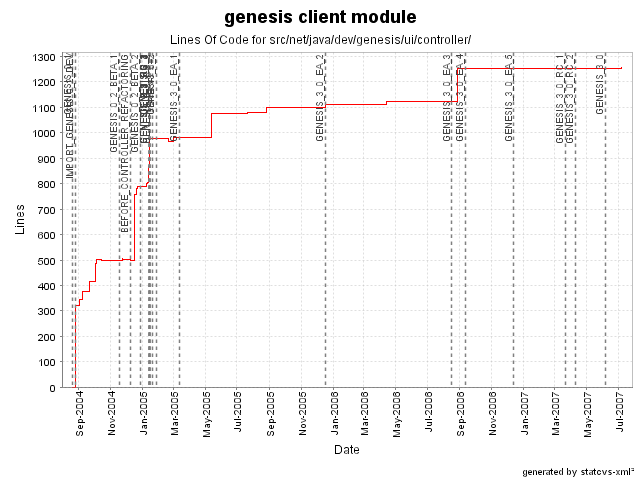 genesis client module
Lines Of Code for src/net/java/dev/genesis/ui/controller/
Lines
1300
1200
1100
1000
900
800
700
600
500
400
300
200
100
0
GENESIS_0_1_BETA_1
BEFORE_CONTROLLER_REFACTORING
GENESIS_0_2_BETA_2
GENESIS_3_0_EA_1
GENESIS_3_0_EA_2
GENESIS_3_0_EA_3
GENESIS_3_0_EA_4
GENESIS_3_0_EA_5
GENESIS_3_0_RC_1
GENESIS_3_0_RC_2
GENESIS_3_0
Sep-2004
Nov-2004
Jan-2005
Mar-2005
May-2005
Jul-2005
Sep-2005
Nov-2005
Jan-2006
Mar-2006
May-2006
Jul-2006
Sep-2006
Nov-2006
Jan-2007
Mar-2007
May-2007
Jul-2007
Date
generated by statcvs-xml²